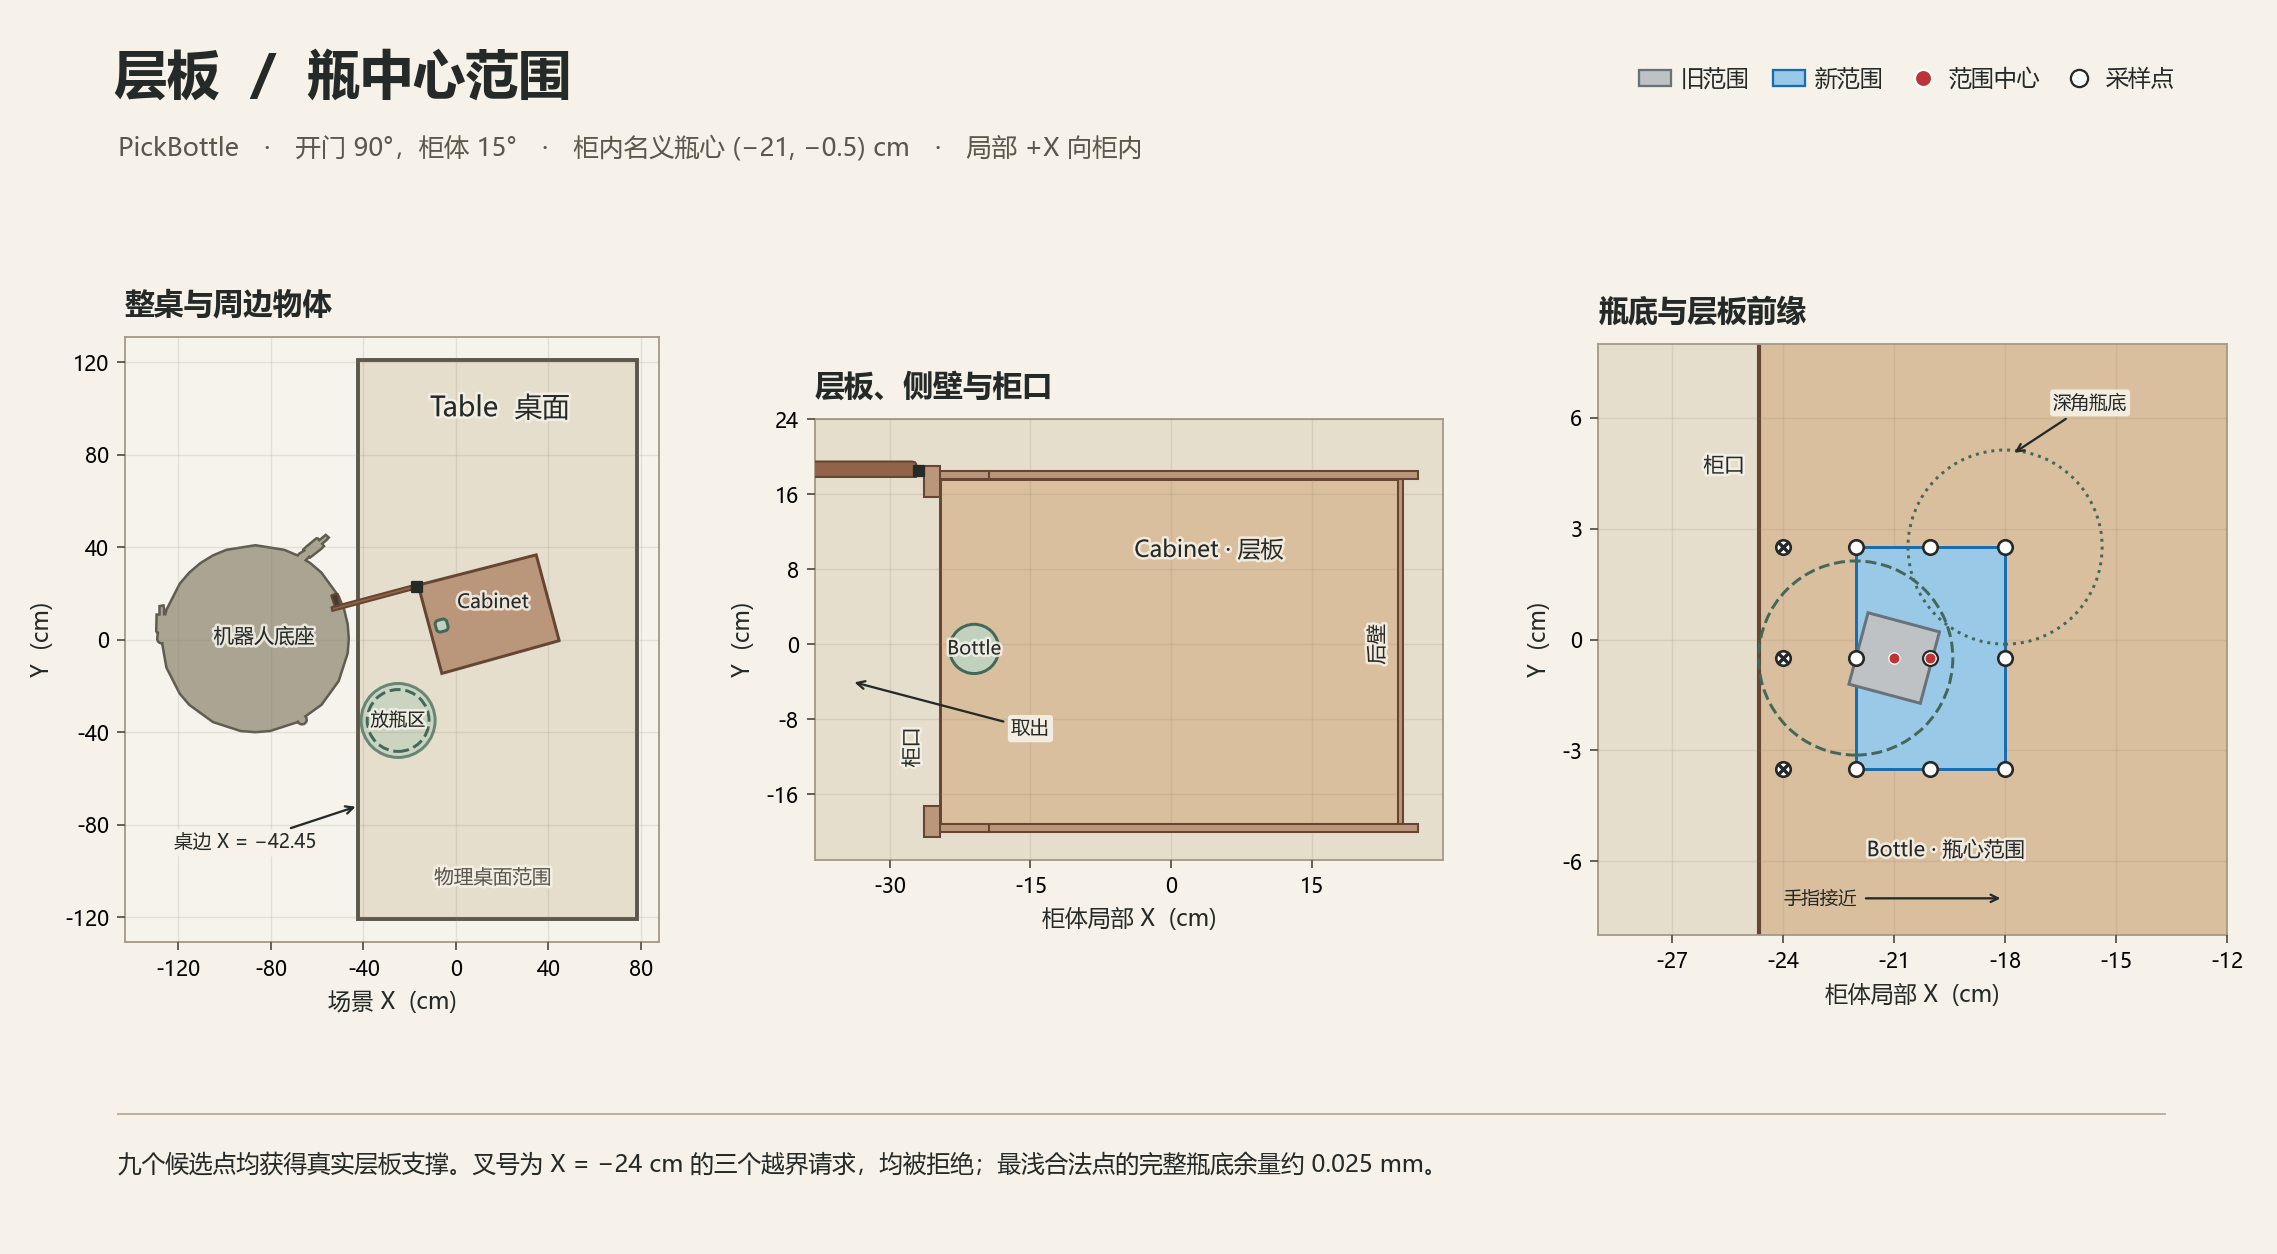 层板 / 瓶中心范围
旧范围 新范围 范围中心 采样点
PickBottle · 开门 90°，柜体 15° · 柜内名义瓶心 (−21, −0.5) cm · 局部 +X 向柜内
整桌与周边物体
120
80
40
0
-40
-80
-120
Y (cm)
Table 桌面
Cabinet
机器人底座
放瓶区
桌边 X = −42.45
物理桌面范围
-120 -80 -40 0 40 80
场景 X (cm)
层板、侧壁与柜口
24
16
8
0
-8
-16
Y (cm)
Cabinet · 层板
Bottle
后壁
取出
柜口
-30 -15 0 15
柜体局部 X (cm)
瓶底与层板前缘
6
3
0
-3
-6
Y (cm)
深角瓶底
柜口
Bottle · 瓶心范围
手指接近
-27 -24 -21 -18 -15 -12
柜体局部 X (cm)
九个候选点均获得真实层板支撑。叉号为 X = −24 cm 的三个越界请求，均被拒绝；最浅合法点的完整瓶底余量约 0.025 mm。